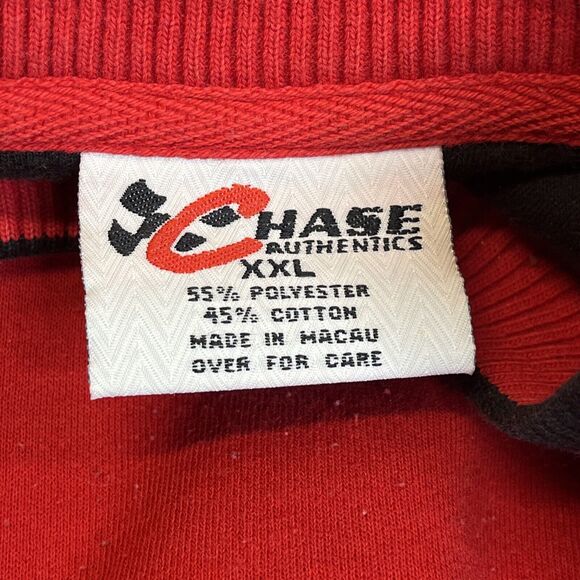 CHASE
AUTHENTICS
XXL
55% POLYESTER
45% COTTON
MADE IN MACAU
OVER FOR CARE